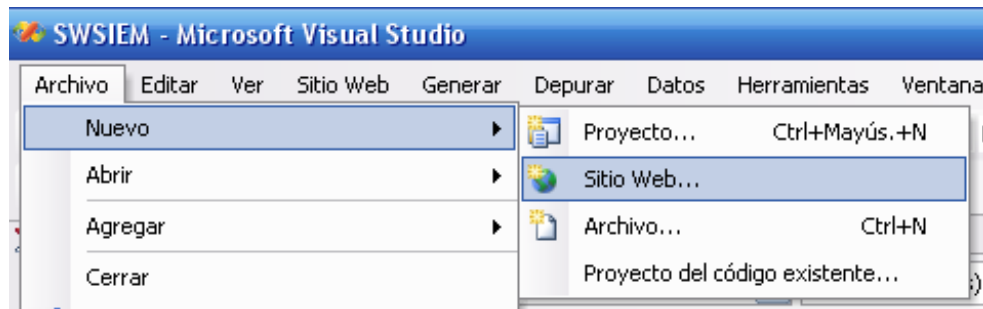 SWSIEM - Microsoft Visual Studio
Archivo Editar Ver Sitio Web Generar Depurar Datos Herramientas Ventana
Nuevo Proyecto... Ctrl+Mayús.+N
Abrir Sitio Web...
Agregar Archivo... Ctrl+N
Cerrar Proyecto del código existente...